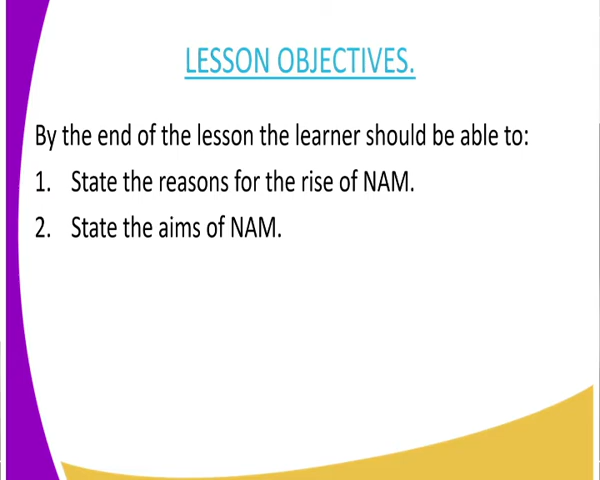 LESSON OBJECTIVES.
By the end of the lesson the learner should be able to:
1. State the reasons for the rise of NAM.
2. State the aims of NAM.